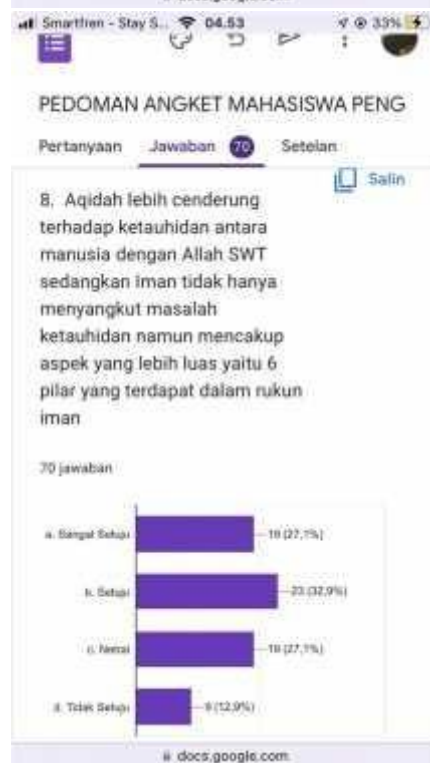 Smartfren - Stay S... 04.53 33%
PEDOMAN ANGKET MAHASISWA PENG
Pertanyaan Jawaban 70 Setelan
Salin
8. Aqidah lebih cenderung
terhadap ketauhidan antara
manusia dengan Allah SWT
sedangkan iman tidak hanya
menyangkut masalah
ketauhidan namun mencakup
aspek yang lebih luas yaitu 6
pilar yang terdapat dalam rukun
iman
70 jawaban
a. Sangat Setuju 19 (27,1%)
b. Setuju 23 (32,9%)
c. Netral 19 (27,1%)
d. Tidak Setuju 9 (12,9%)
docs.google.com